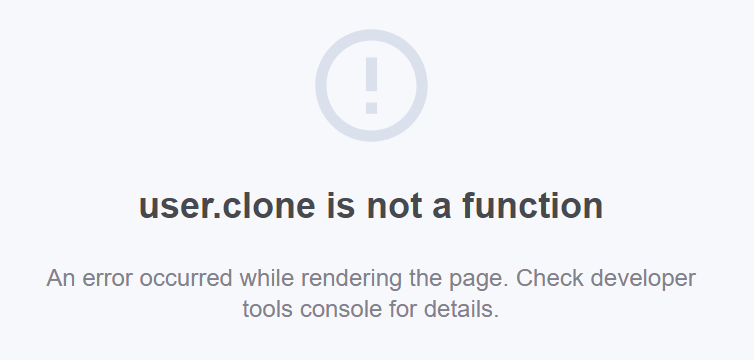 user.clone is not a function
An error occurred while rendering the page. Check developer
tools console for details.